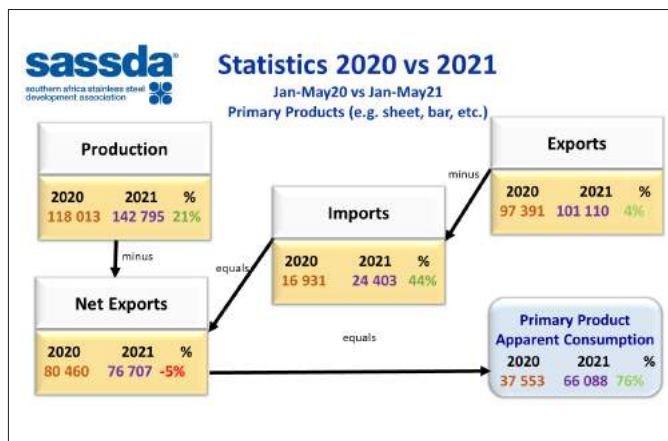 sassda®
southern africa stainless steel
development association
Statistics 2020 vs 2021
Jan-May20 vs Jan-May21
Primary Products (e.g. sheet, bar, etc.)
Production
2020 2021 %
118 013 142 795 21%
Exports
2020 2021 %
97 391 101 110 4%
minus
Imports
2020 2021 %
16 931 24 403 44%
minus
equals
Net Exports
2020 2021 %
80 460 76 707 -5%
equals
Primary Product
Apparent Consumption
2020 2021 %
37 553 66 088 76%